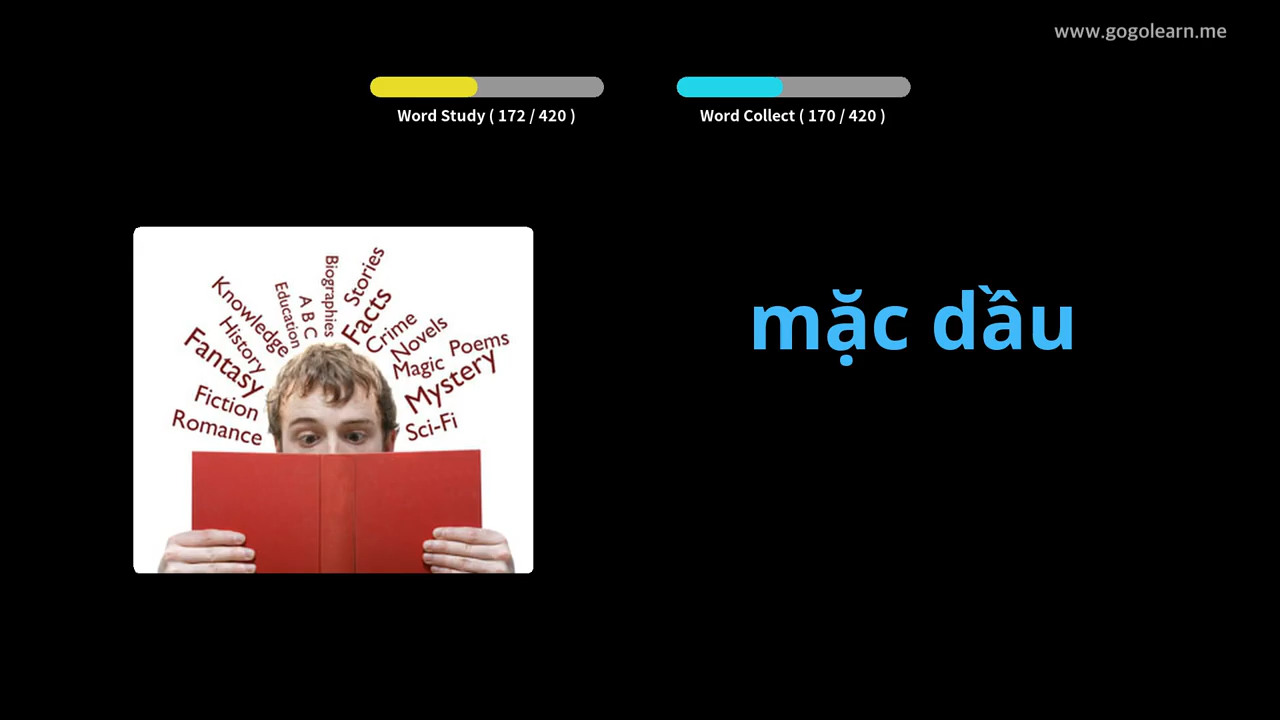 www.gogolearn.me
Word Study ( 172 / 420 )
Word Collect ( 170 / 420 )
mặc dầu
Biographies
Stories
Education
A B C
Facts
Knowledge
History
Crime
Novels
Poems
Fantasy
Magic
Mystery
Fiction
Romance
Sci-Fi